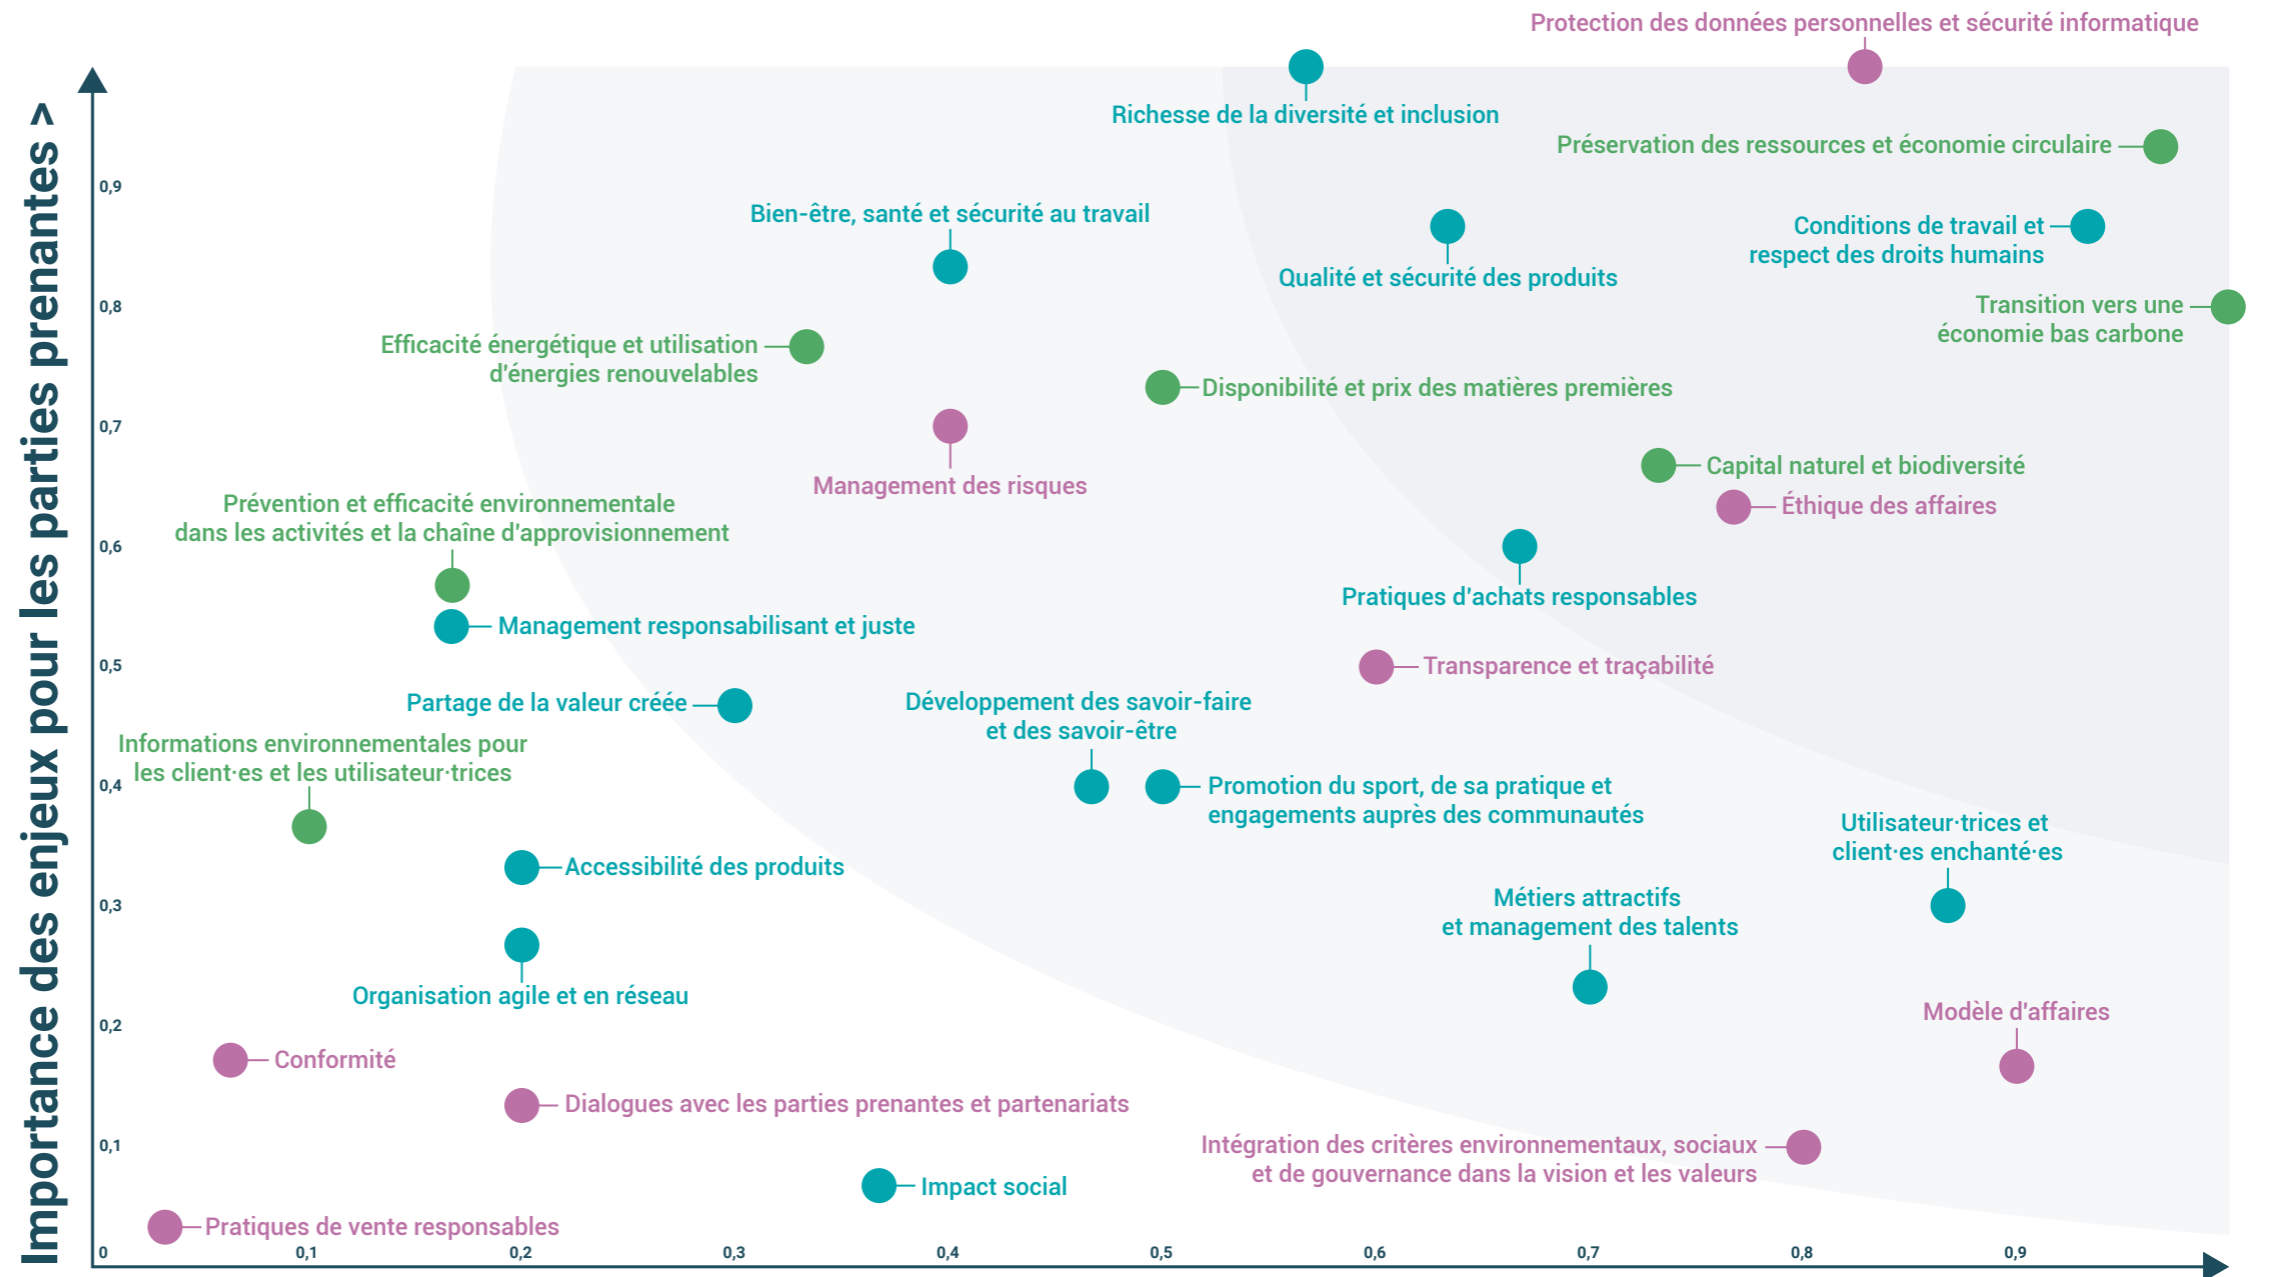 Protection des données personnelles et sécurité informatique
Importance des enjeux pour les parties prenantes >
Richesse de la diversité et inclusion
Préservation des ressources et économie circulaire
0,9
Bien-être, santé et sécurité au travail
Conditions de travail et
respect des droits humains
Qualité et sécurité des produits
0,8
Transition vers une
économie bas carbone
Efficacité énergétique et utilisation
d'énergies renouvelables
Disponibilité et prix des matières premières
0,7
Management des risques
Capital naturel et biodiversité
Éthique des affaires
Prévention et efficacité environnementale
dans les activités et la chaîne d'approvisionnement
0,6
Pratiques d'achats responsables
Management responsabilisant et juste
0,5
Transparence et traçabilité
Partage de la valeur créée
Développement des savoir-faire
et des savoir-être
Informations environnementales pour
les client·es et les utilisateur·trices
0,4
Promotion du sport, de sa pratique et
engagements auprès des communautés
Utilisateur·trices et
client·es enchanté·es
Accessibilité des produits
0,3
Métiers attractifs
et management des talents
Organisation agile et en réseau
0,2
Modèle d'affaires
Conformité
Dialogues avec les parties prenantes et partenariats
0,1
Intégration des critères environnementaux, sociaux
et de gouvernance dans la vision et les valeurs
Impact social
Pratiques de vente responsables
0
0,1
0,2
0,3
0,4
0,5
0,6
0,7
0,8
0,9